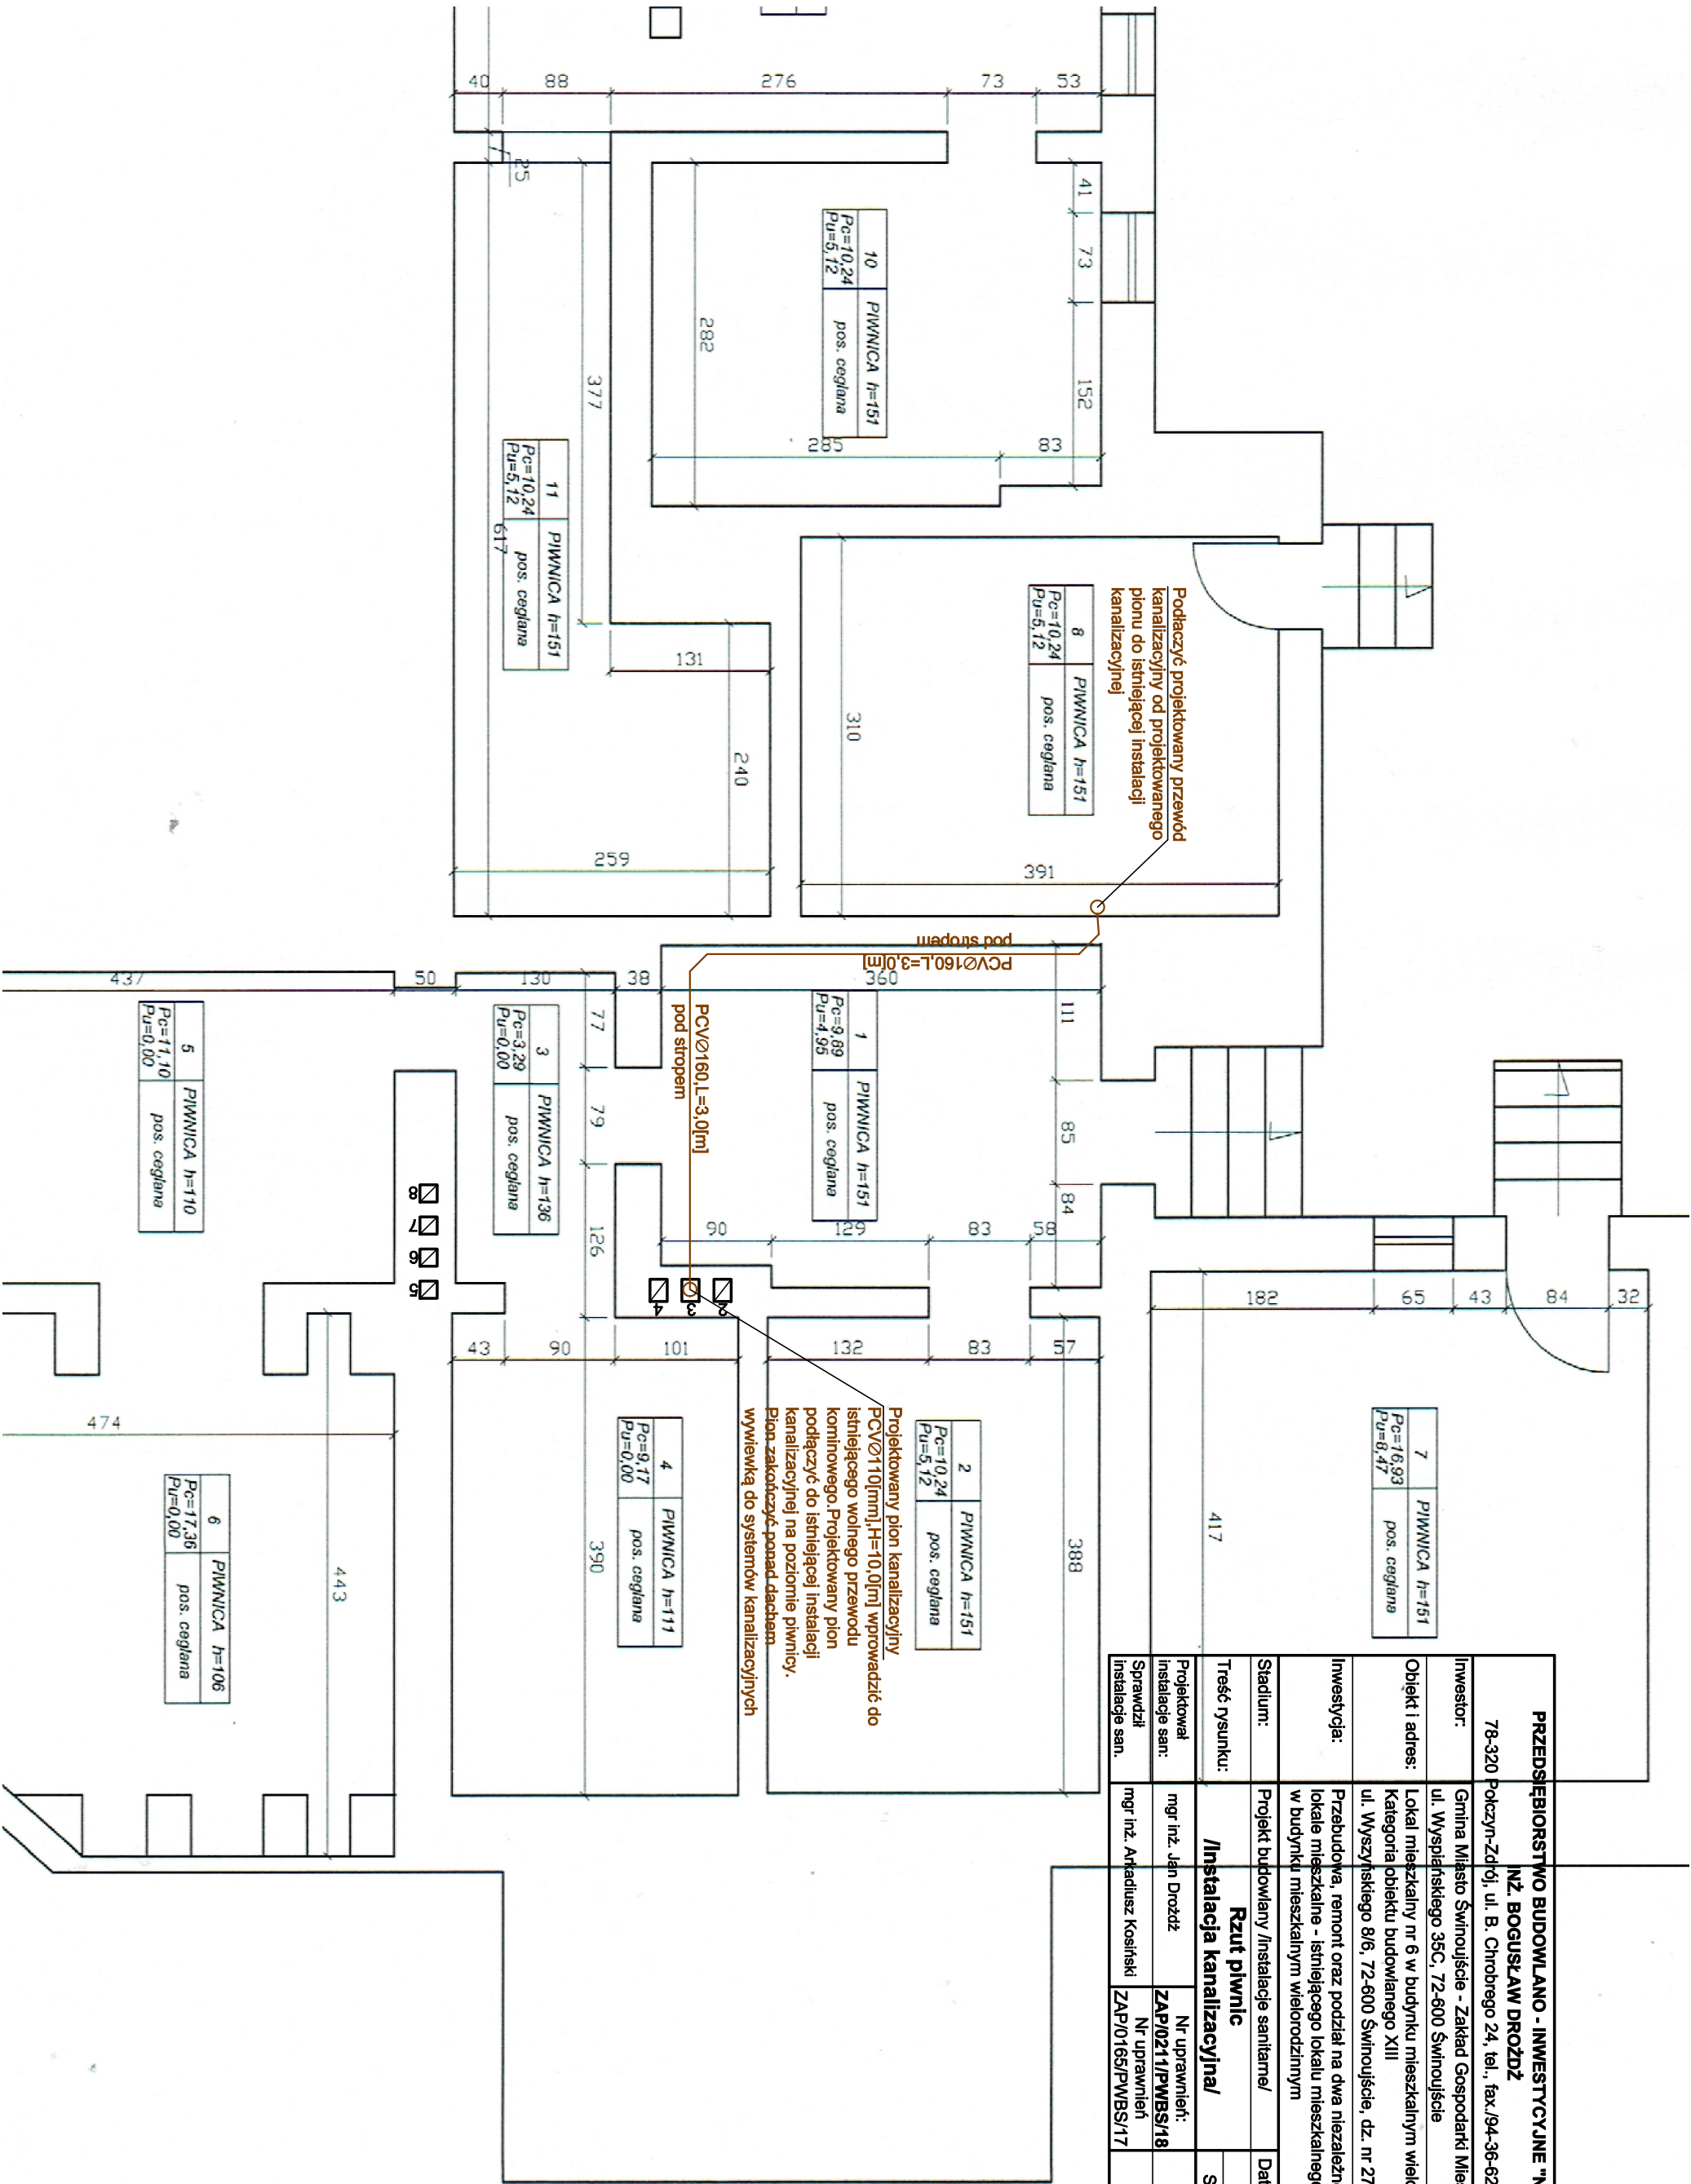 40
88
276
73
53
25
41
73
152
10
PIWNICA h=151
Pc=10,24
Pu=5,12
pos. ceglana
282
285
83
377
11
PIWNICA h=151
Pc=10,24
Pu=5,12
pos. ceglana
617
131
240
259
8
PIWNICA h=151
Pc=10,24
Pu=5,12
pos. ceglana
310
391
Podłaczyć projektowany przewód
kanalizacyjny od projektowanego
pionu do istniejącej instalacji
kanalizacyjnej
PCVØ160,L=3,0[m]
pod stropem
437
50
130
38
360
5
PIWNICA h=110
Pc=11,10
Pu=0,00
pos. ceglana
3
PIWNICA h=136
Pc=3,29
Pu=0,00
pos. ceglana
77
79
126
PCVØ160,L=3,0[m]
pod stropem
1
PIWNICA h=151
Pc=9,89
Pu=4,95
pos. ceglana
111
85
84
90
129
83
58
8
7
6
5
4
3
2
182
65
43
84
32
43
90
101
132
83
57
474
443
6
PIWNICA h=106
Pc=17,36
Pu=0,00
pos. ceglana
390
4
PIWNICA h=111
Pc=9,17
Pu=0,00
pos. ceglana
Projektowany pion kanalizacyjny
PCVØ110[mm],H=10,0[m] wprowadzić do
istniejącego wolnego przewodu
kominowego.Projektowany pion
podłączyć do istniejącej instalacji
kanalizacyjnej na poziomie piwnicy.
Pion zakończyć ponad dachem
wywiewką do systemów kanalizacyjnych
2
PIWNICA h=151
Pc=10,24
Pu=5,12
pos. ceglana
388
417
7
PIWNICA h=151
Pc=16,93
Pu=8,47
pos. ceglana
PRZEDSIĘBIORSTWO BUDOWLANO - INWESTYCYJNE "N
INŻ. BOGUSŁAW DROŻDŻ
78-320 Połczyn-Zdrój, ul. B. Chrobrego 24, tel., fax./94-36-62
Inwestor:
Gmina Miasto Świnoujście - Zakład Gospodarki Mie
ul. Wyspiańskiego 35C, 72-600 Świnoujście
Obiekt i adres:
Lokal mieszkalny nr 6 w budynku mieszkalnym wielo
Kategoria obiektu budowlanego XIII
ul. Wyszyńskiego 8/6, 72-600 Świnoujście, dz. nr 27
Inwestycja:
Przebudowa, remont oraz podział na dwa niezależn
lokale mieszkalne - istniejącego lokalu mieszkalnego
w budynku mieszkalnym wielorodzinnym
Stadium:
Projekt budowlany /instalacje sanitarne/
Dat
Treść rysunku:
Rzut piwnic
/Instalacja kanalizacyjna/
S
Projektował
instalacje san:
mgr inż. Jan Drożdż
Nr uprawnień:
ZAP/0211/PWBS/18
Sprawdził
instalacje san.
mgr inż. Arkadiusz Kosiński
Nr uprawnień
ZAP/0165/PWBS/17